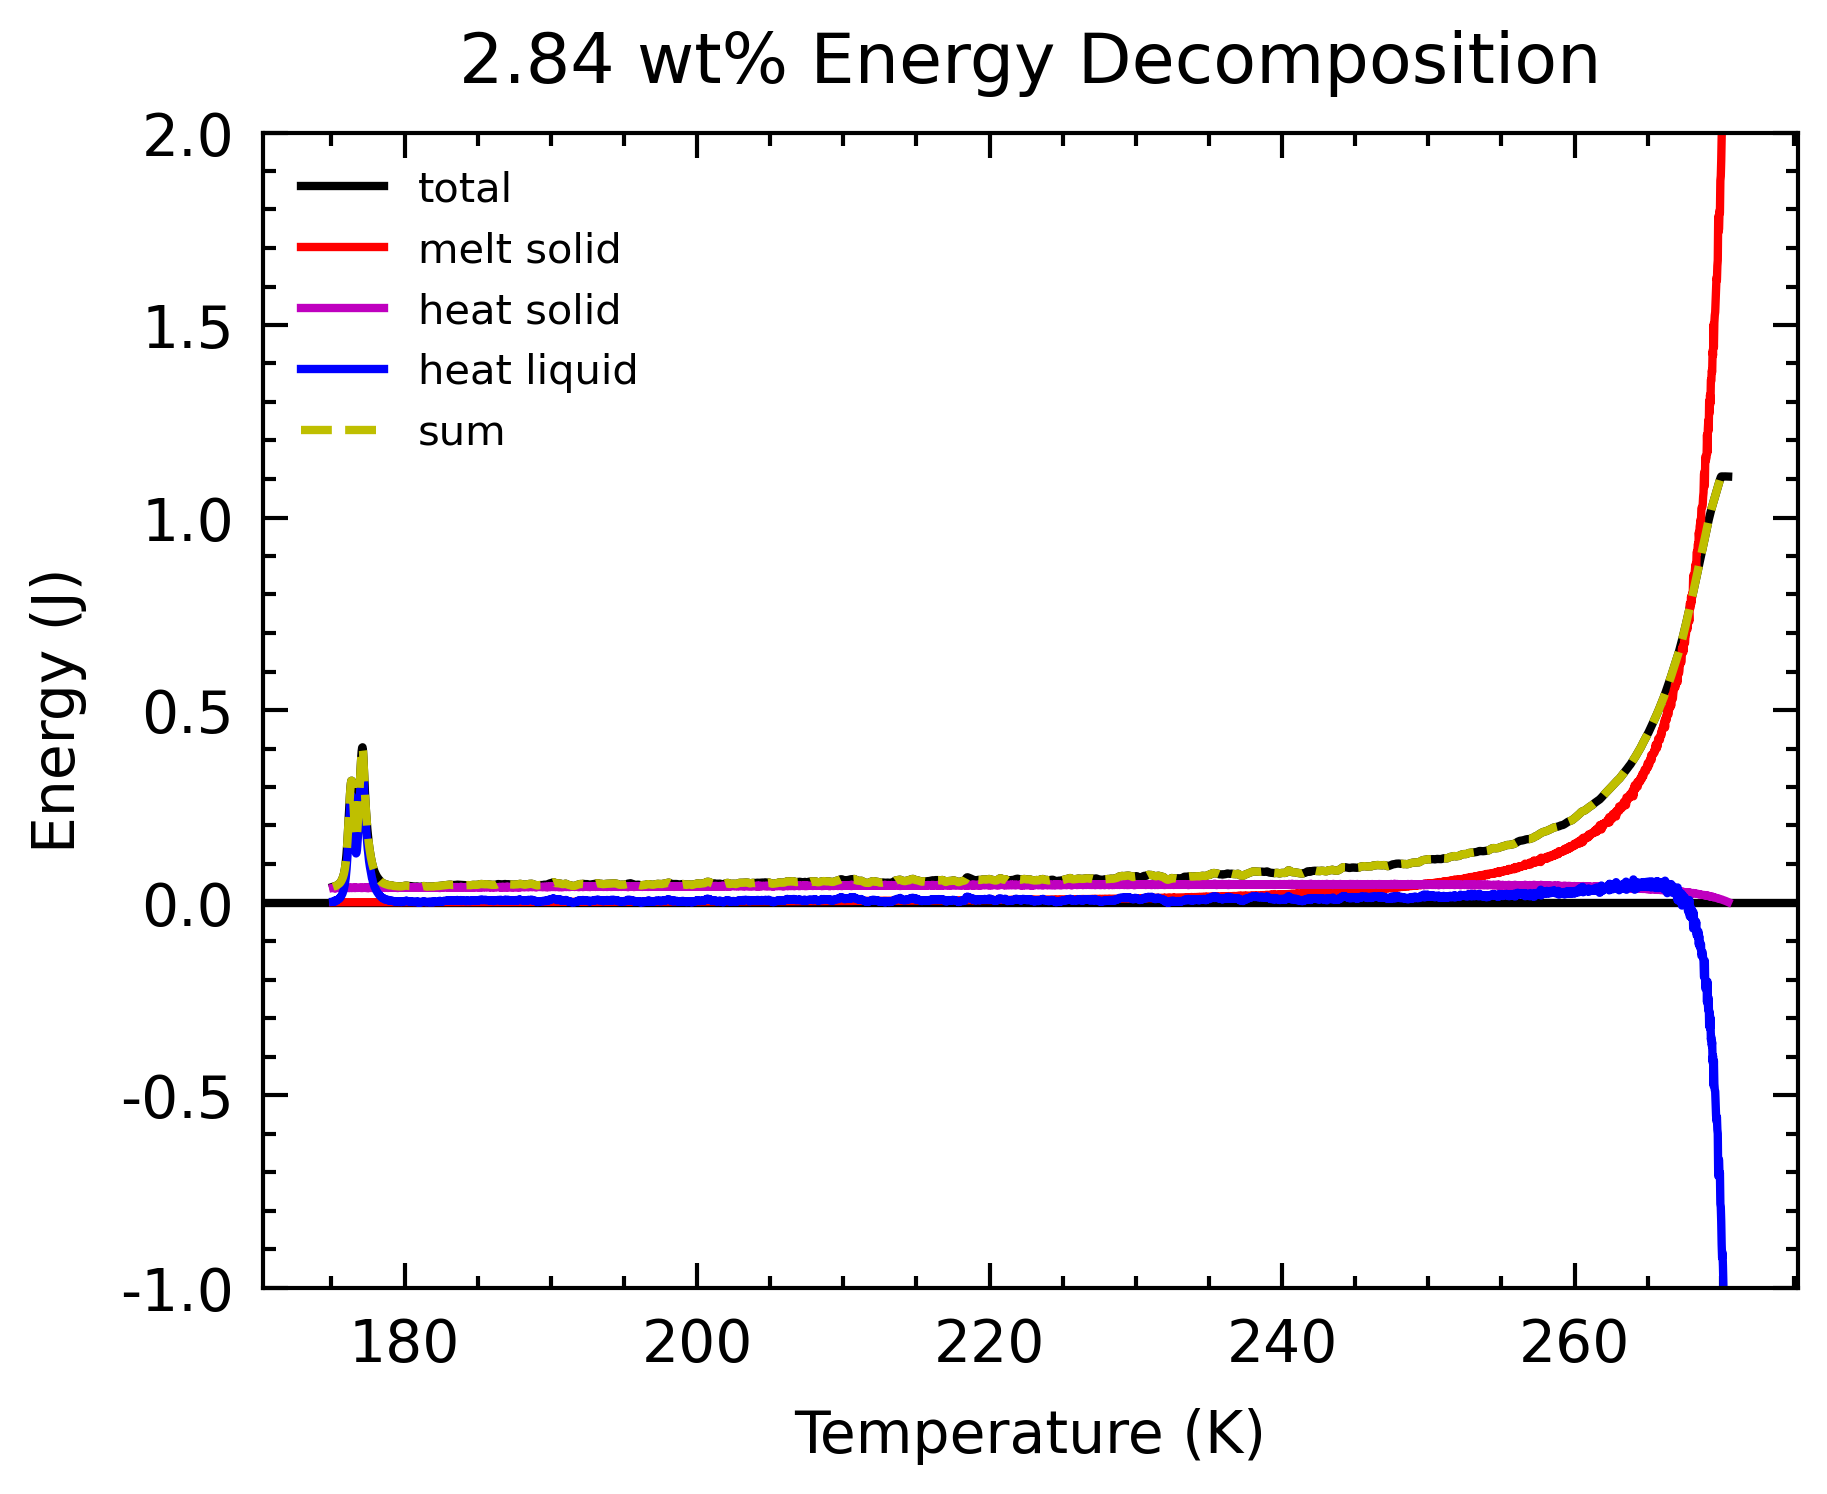 2.84 wt% Energy Decomposition
2.0
1.5
1.0
0.5
0.0
-0.5
-1.0
Energy (J)
total
melt solid
heat solid
heat liquid
sum
180 200 220 240 260
Temperature (K)